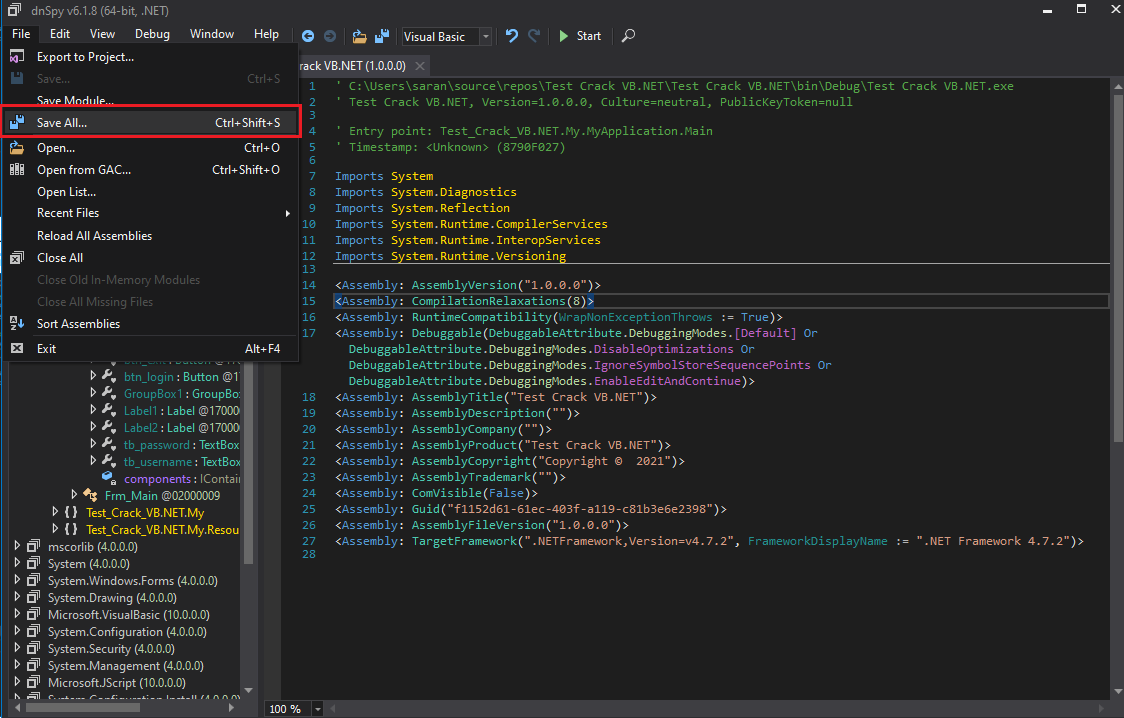 dnSpy v6.1.8 (64-bit, .NET)
File Edit View Debug Window Help Visual Basic Start
Export to Project...
Save... Ctrl+S
Save Module...
Save All... Ctrl+Shift+S
Open... Ctrl+O
Open from GAC... Ctrl+Shift+O
Open List...
Recent Files
Reload All Assemblies
Close All
Close Old In-Memory Modules
Close All Missing Files
Sort Assemblies
Exit Alt+F4
btn_login : Button @17
GroupBox1 : GroupBo
Label1 : Label @17000
Label2 : Label @17000
tb_password : TextBox
tb_username : TextBox
components : IContain
Frm_Main @02000009
{ } Test_Crack_VB.NET.My
{ } Test_Crack_VB.NET.My.Resou
mscorlib (4.0.0.0)
System (4.0.0.0)
System.Windows.Forms (4.0.0.0)
System.Drawing (4.0.0.0)
Microsoft.VisualBasic (10.0.0.0)
System.Configuration (4.0.0.0)
System.Security (4.0.0.0)
System.Management (4.0.0.0)
Microsoft.JScript (10.0.0.0)
System.Configuration.Install (4.0.0.0)
rack VB.NET (1.0.0.0)
1 ' C:\Users\saran\source\repos\Test Crack VB.NET\Test Crack VB.NET\bin\Debug\Test Crack VB.NET.exe
2 ' Test Crack VB.NET, Version=1.0.0.0, Culture=neutral, PublicKeyToken=null
3
4 ' Entry point: Test_Crack_VB.NET.My.MyApplication.Main
5 ' Timestamp: <Unknown> (8790F027)
6
7 Imports System
8 Imports System.Diagnostics
9 Imports System.Reflection
10 Imports System.Runtime.CompilerServices
11 Imports System.Runtime.InteropServices
12 Imports System.Runtime.Versioning
13
14 <Assembly: AssemblyVersion("1.0.0.0")>
15 <Assembly: CompilationRelaxations(8)>
16 <Assembly: RuntimeCompatibility(WrapNonExceptionThrows := True)>
17 <Assembly: Debuggable(DebuggableAttribute.DebuggingModes.[Default] Or
DebuggableAttribute.DebuggingModes.DisableOptimizations Or
DebuggableAttribute.DebuggingModes.IgnoreSymbolStoreSequencePoints Or
DebuggableAttribute.DebuggingModes.EnableEditAndContinue)>
18 <Assembly: AssemblyTitle("Test Crack VB.NET")>
19 <Assembly: AssemblyDescription("")>
20 <Assembly: AssemblyCompany("")>
21 <Assembly: AssemblyProduct("Test Crack VB.NET")>
22 <Assembly: AssemblyCopyright("Copyright ©  2021")>
23 <Assembly: AssemblyTrademark("")>
24 <Assembly: ComVisible(False)>
25 <Assembly: Guid("f1152d61-61ec-403f-a119-c81b3e6e2398")>
26 <Assembly: AssemblyFileVersion("1.0.0.0")>
27 <Assembly: TargetFramework(".NETFramework,Version=v4.7.2", FrameworkDisplayName := ".NET Framework 4.7.2")>
28
100 %